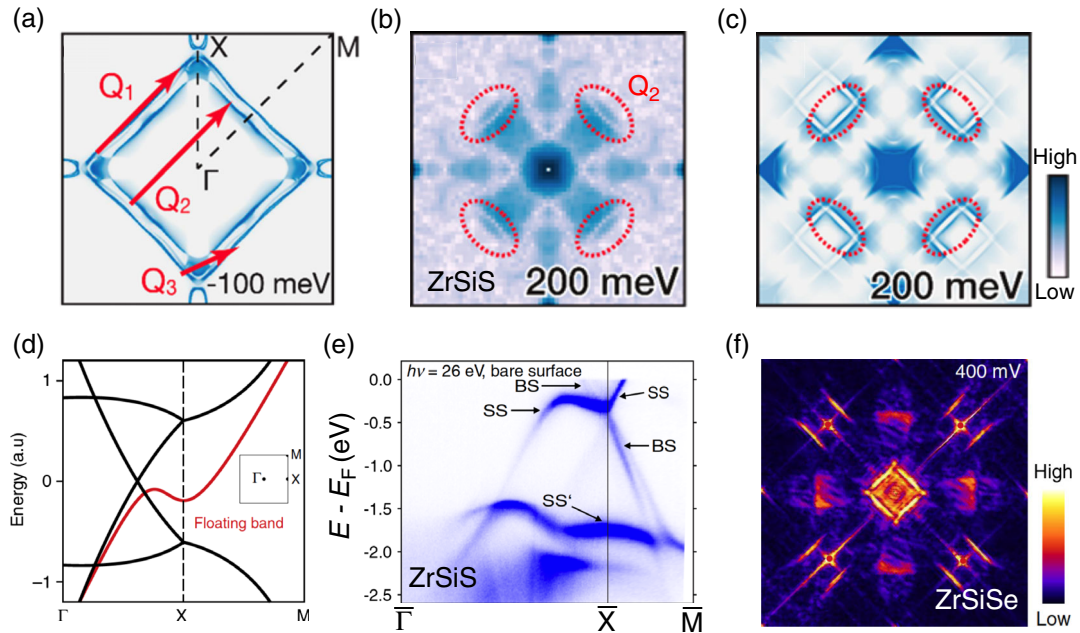 (a)
X
M
Q1
Q2
Γ
Q3
-100 meV
(b)
Q2
ZrSiS
200 meV
(c)
200 meV
High
Low
(d)
Energy (a.u)
1
0
−1
Γ
X
M
M
Γ
X
Floating band
(e)
hν = 26 eV, bare surface
E - EF (eV)
0.0
-0.5
-1.0
-1.5
-2.0
-2.5
BS
SS
SS
BS
SS‘
ZrSiS
Γ̅
X̅
M̅
(f)
400 mV
ZrSiSe
High
Low